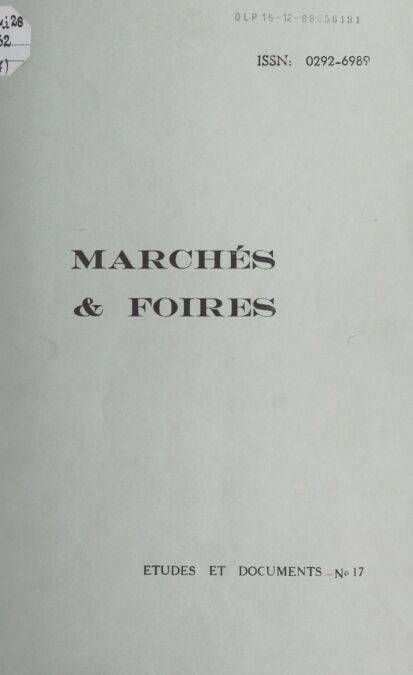 DLP 15-12-88056191
ISSN: 0292-6989
MARCHÉS
& FOIRES
ETUDES ET DOCUMENTS - No 17